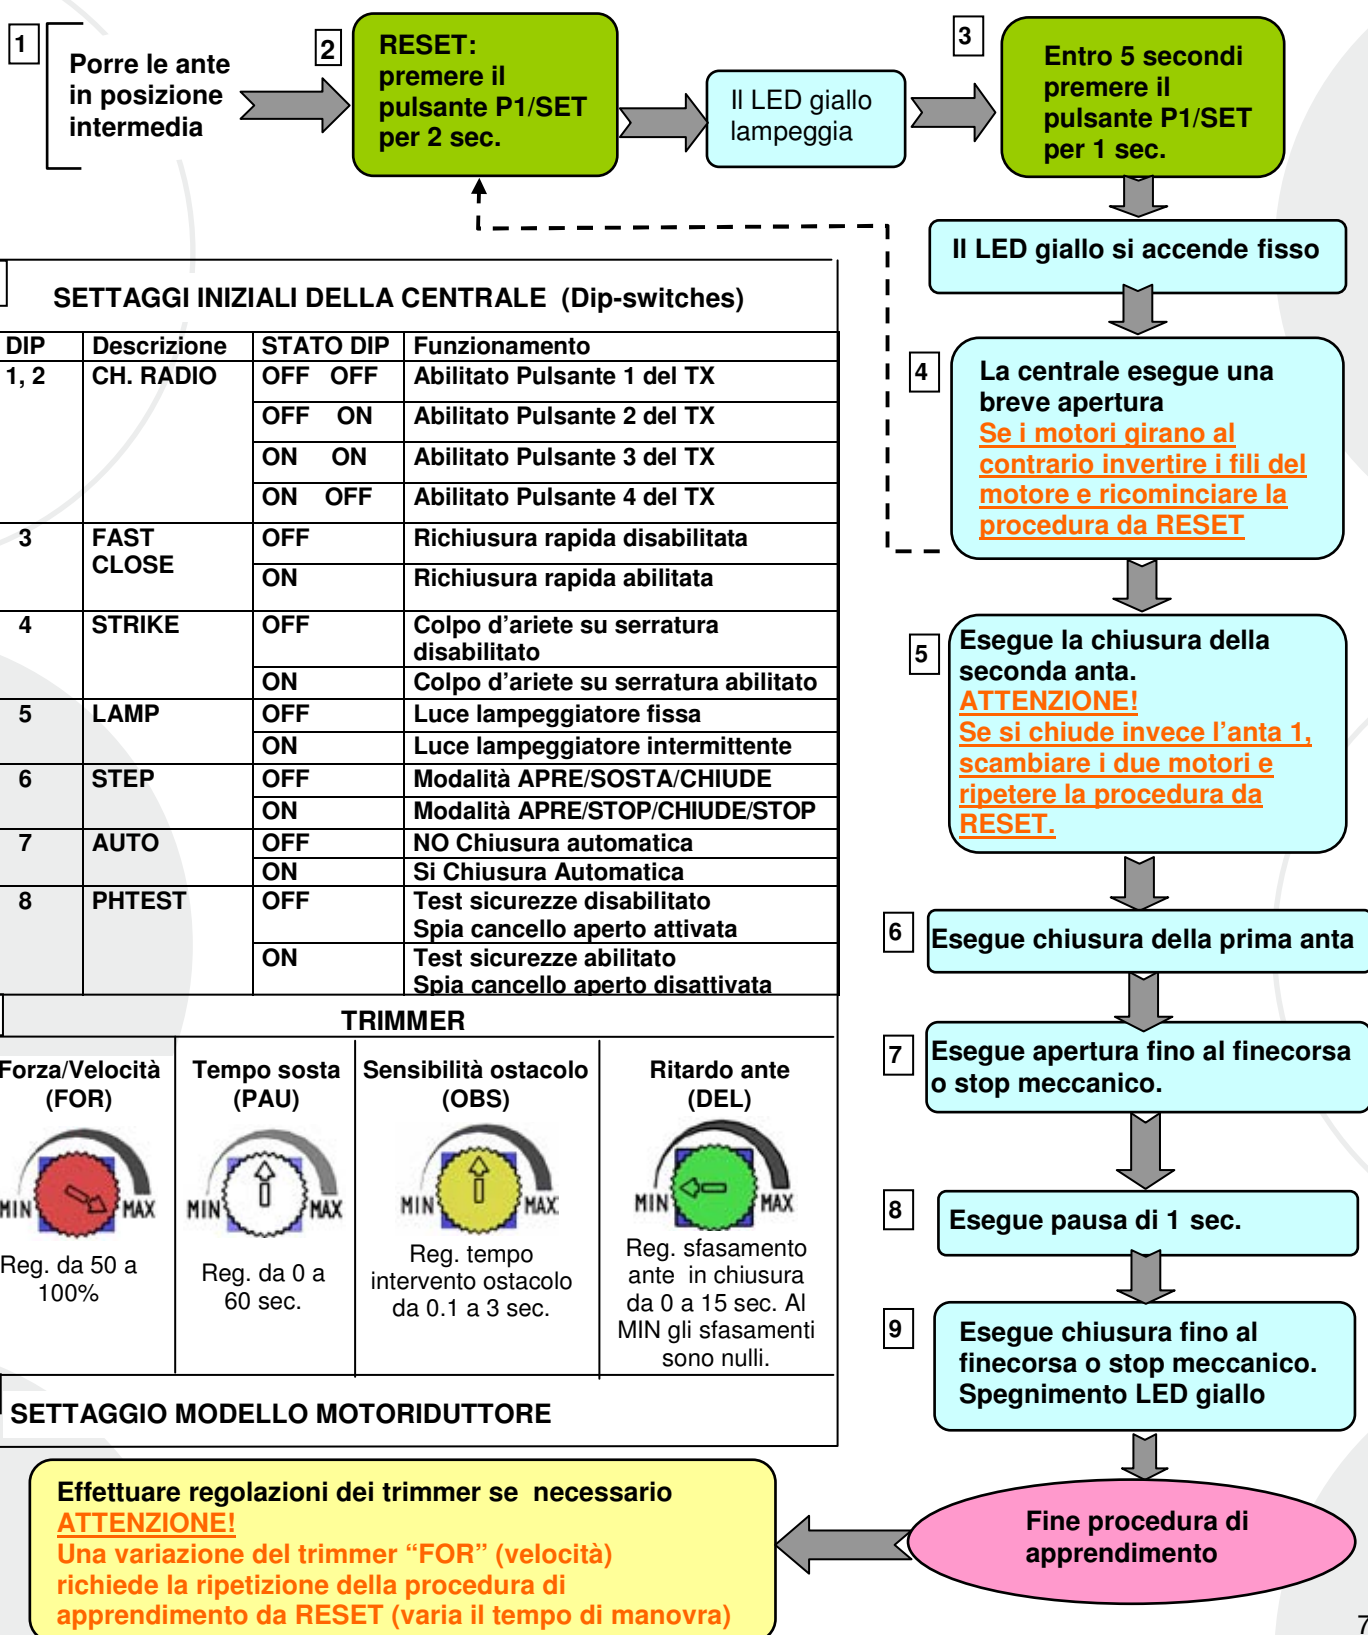 1
Porre le ante
in posizione
intermedia
2
RESET:
premere il
pulsante P1/SET
per 2 sec.
Il LED giallo
lampeggia
3
Entro 5 secondi
premere il
pulsante P1/SET
per 1 sec.
Il LED giallo si accende fisso
4
La centrale esegue una
breve apertura
Se i motori girano al
contrario invertire i fili del
motore e ricominciare la
procedura da RESET
5
Esegue la chiusura della
seconda anta.
ATTENZIONE!
Se si chiude invece l'anta 1,
scambiare i due motori e
ripetere la procedura da
RESET.
6
Esegue chiusura della prima anta
7
Esegue apertura fino al finecorsa
o stop meccanico.
8
Esegue pausa di 1 sec.
9
Esegue chiusura fino al
finecorsa o stop meccanico.
Spegnimento LED giallo
Fine procedura di
apprendimento
SETTAGGI INIZIALI DELLA CENTRALE (Dip-switches)
DIP Descrizione STATO DIP Funzionamento
1, 2 CH. RADIO OFF OFF Abilitato Pulsante 1 del TX
OFF ON Abilitato Pulsante 2 del TX
ON ON Abilitato Pulsante 3 del TX
ON OFF Abilitato Pulsante 4 del TX
3 FAST CLOSE OFF Richiusura rapida disabilitata
ON Richiusura rapida abilitata
4 STRIKE OFF Colpo d'ariete su serratura
disabilitato
ON Colpo d'ariete su serratura abilitato
5 LAMP OFF Luce lampeggiatore fissa
ON Luce lampeggiatore intermittente
6 STEP OFF Modalità APRE/SOSTA/CHIUDE
ON Modalità APRE/STOP/CHIUDE/STOP
7 AUTO OFF NO Chiusura automatica
ON Si Chiusura Automatica
8 PHTEST OFF Test sicurezze disabilitato
Spia cancello aperto attivata
ON Test sicurezze abilitato
Spia cancello aperto disattivata
TRIMMER
Forza/Velocità
(FOR)
MIN MAX
Reg. da 50 a
100%
Tempo sosta
(PAU)
MIN MAX
Reg. da 0 a
60 sec.
Sensibilità ostacolo
(OBS)
MIN MAX
Reg. tempo
intervento ostacolo
da 0.1 a 3 sec.
Ritardo ante
(DEL)
MIN MAX
Reg. sfasamento
ante in chiusura
da 0 a 15 sec. Al
MIN gli sfasamenti
sono nulli.
SETTAGGIO MODELLO MOTORIDUTTORE
Effettuare regolazioni dei trimmer se necessario
ATTENZIONE!
Una variazione del trimmer “FOR” (velocità)
richiede la ripetizione della procedura di
apprendimento da RESET (varia il tempo di manovra)
7